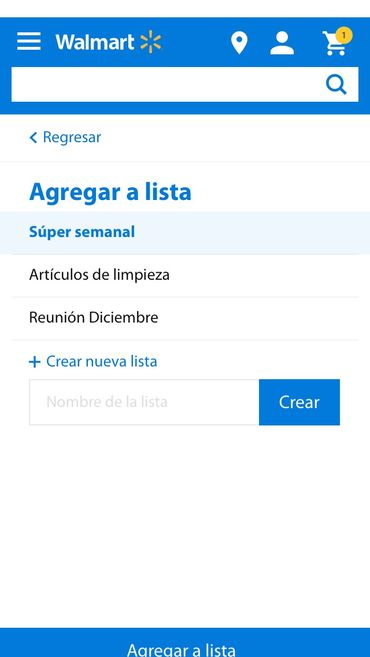 Walmart
1
Regresar
Agregar a lista
Súper semanal
Artículos de limpieza
Reunión Diciembre
+ Crear nueva lista
Nombre de la lista
Crear
Agregar a lista